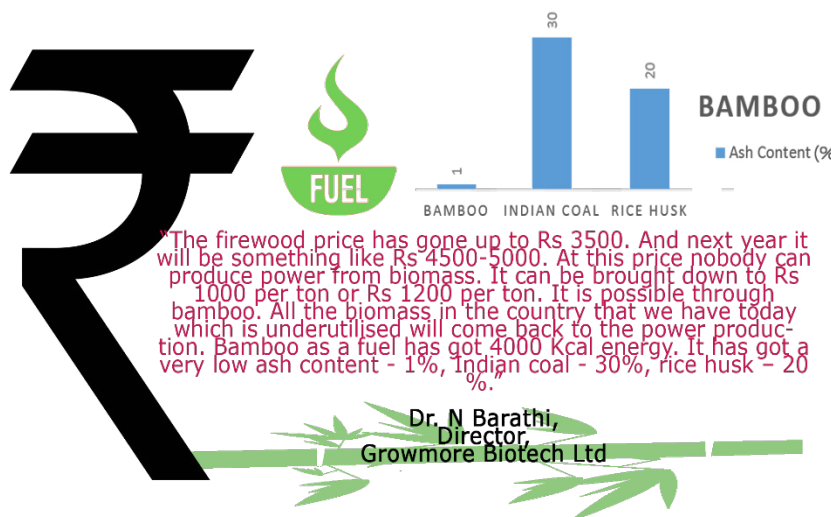 30
20
1
BAMBOO
Ash Content (%
BAMBOO INDIAN COAL RICE HUSK
FUEL
"The firewood price has gone up to Rs 3500. And next year it
will be something like Rs 4500-5000. At this price nobody can
produce power from biomass. It can be brought down to Rs
1000 per ton or Rs 1200 per ton. It is possible through
bamboo. All the biomass in the country that we have today
which is underutilised will come back to the power produc-
tion. Bamboo as a fuel has got 4000 Kcal energy. It has got a
very low ash content - 1%, Indian coal - 30%, rice husk – 20
%."
Dr. N Barathi,
Director,
Growmore Biotech Ltd